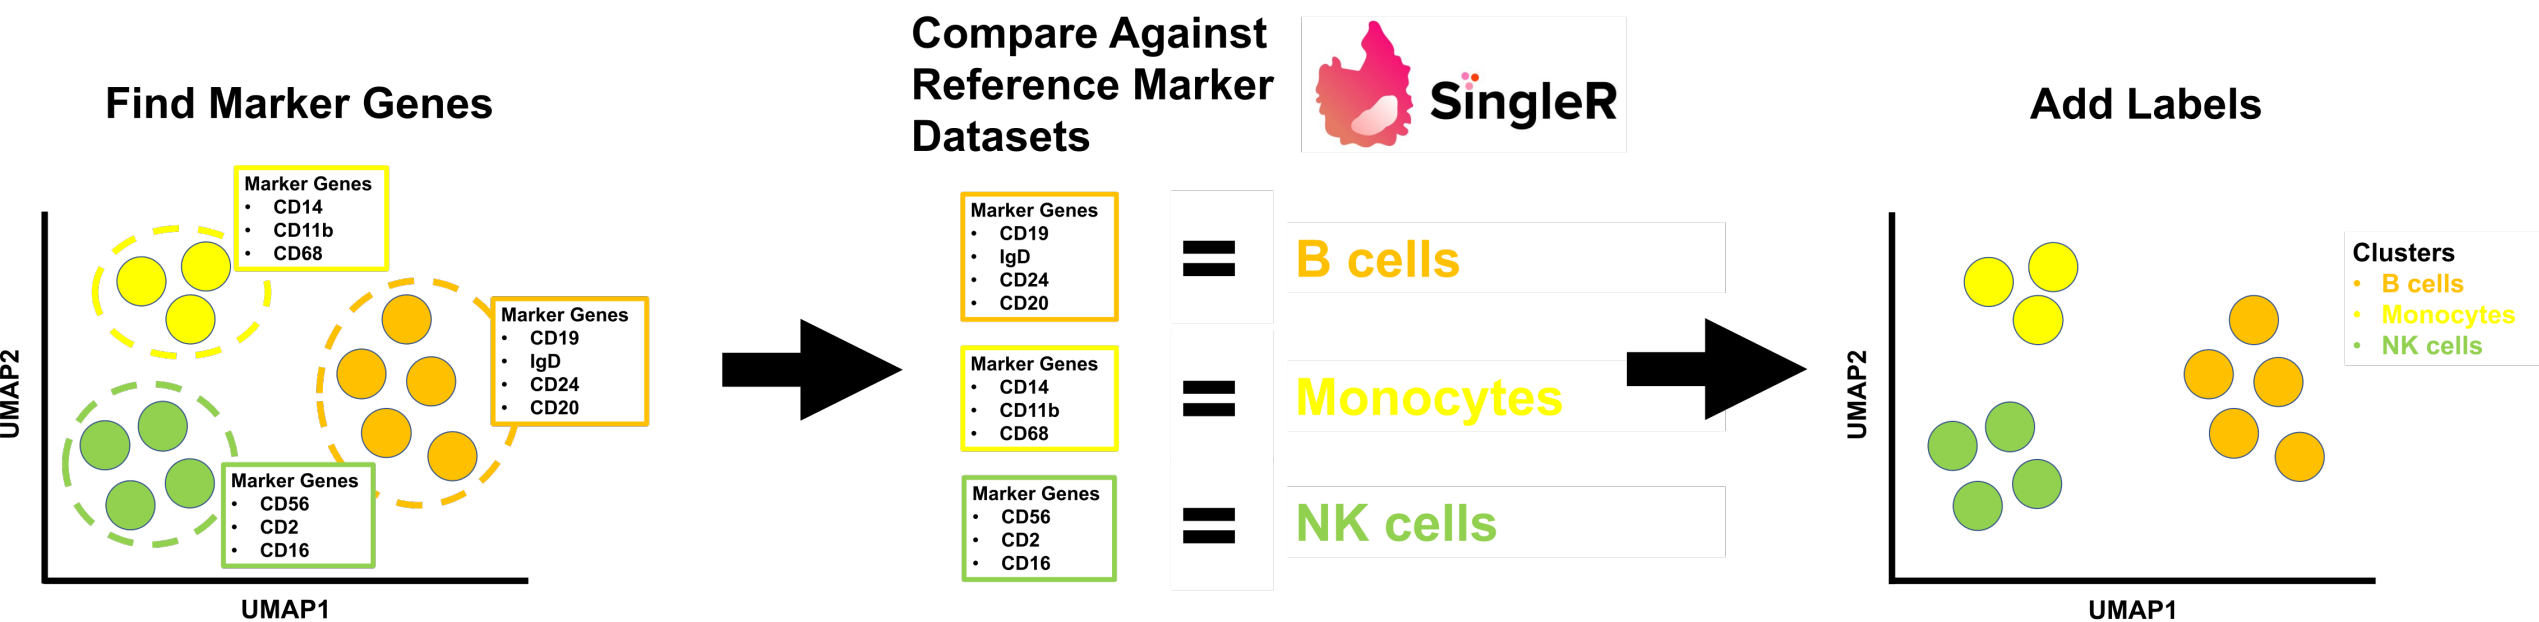 Find Marker Genes
Marker Genes
• CD14
• CD11b
• CD68
Marker Genes
• CD19
• IgD
• CD24
• CD20
Marker Genes
• CD56
• CD2
• CD16
UMAP2
UMAP1
Compare Against
Reference Marker
Datasets
SingleR
Marker Genes
• CD19
• IgD
• CD24
• CD20
= B cells
Marker Genes
• CD14
• CD11b
• CD68
= Monocytes
Marker Genes
• CD56
• CD2
• CD16
= NK cells
Add Labels
Clusters
• B cells
• Monocytes
• NK cells
UMAP2
UMAP1